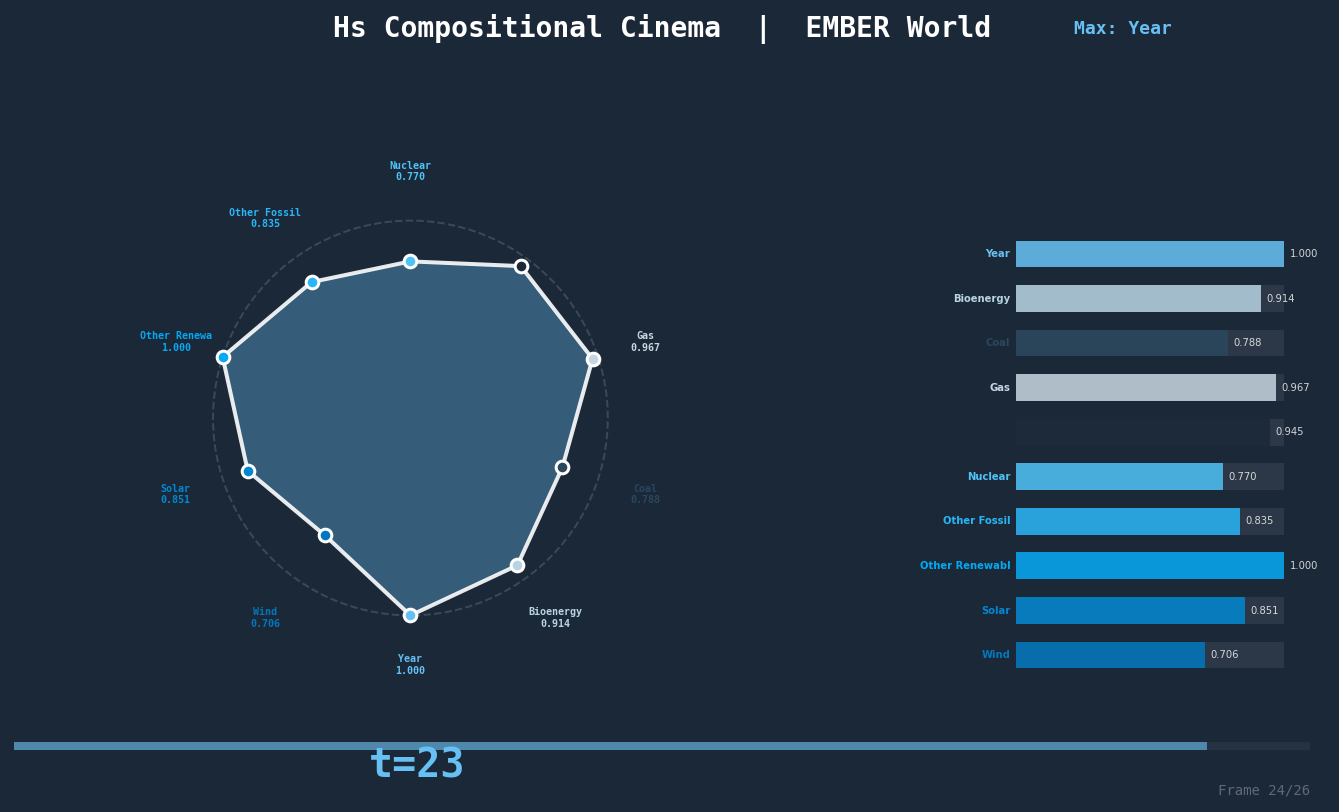 Hs Compositional Cinema | EMBER World
Max: Year
Nuclear
0.770
Other Fossil
0.835
Other Renewa
1.000
Gas
0.967
Solar
0.851
Coal
0.788
Wind
0.706
Bioenergy
0.914
Year
1.000
Year 1.000
Bioenergy 0.914
Coal 0.788
Gas 0.967
0.945
Nuclear 0.770
Other Fossil 0.835
Other Renewabl 1.000
Solar 0.851
Wind 0.706
t=23
Frame 24/26